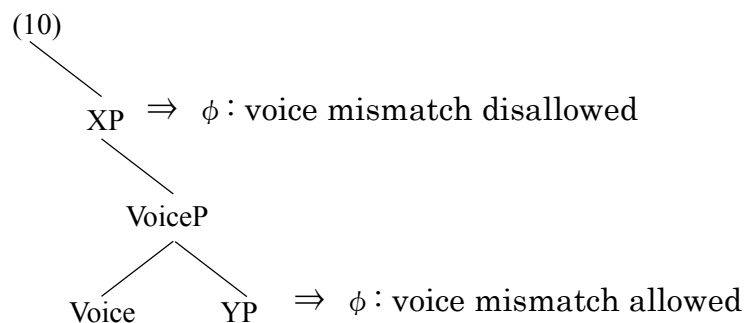 (10)
XP ⇒ ϕ : voice mismatch disallowed
VoiceP
Voice YP ⇒ ϕ : voice mismatch allowed